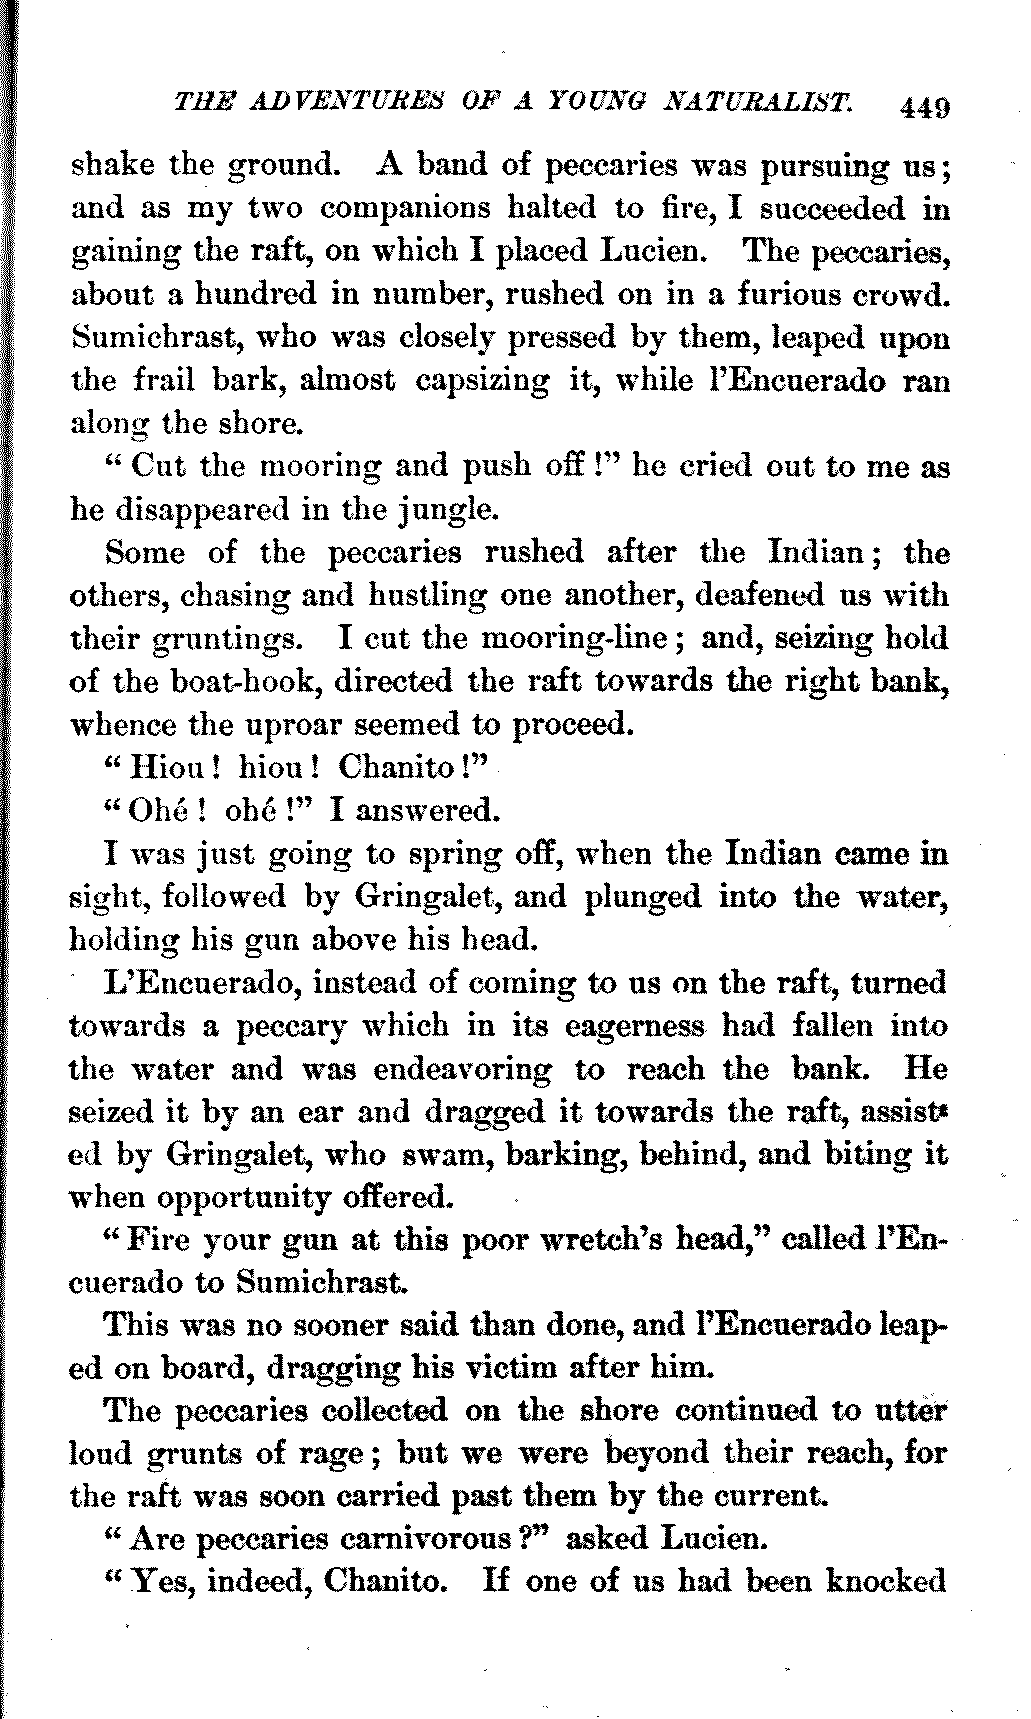 THE ADVENTURES OF A YOUNG NATURALIST. 449
shake the ground. A band of peccaries was pursuing us;
and as my two companions halted to fire, I succeeded in
gaining the raft, on which I placed Lucien. The peccaries,
about a hundred in number, rushed on in a furious crowd.
Sumichrast, who was closely pressed by them, leaped upon
the frail bark, almost capsizing it, while l'Encuerado ran
along the shore.
"Cut the mooring and push off!" he cried out to me as
he disappeared in the jungle.
Some of the peccaries rushed after the Indian; the
others, chasing and hustling one another, deafened us with
their gruntings. I cut the mooring-line; and, seizing hold
of the boat-hook, directed the raft towards the right bank,
whence the uproar seemed to proceed.
"Hiou! hiou! Chanito!"
"Ohé! ohé!" I answered.
I was just going to spring off, when the Indian came in
sight, followed by Gringalet, and plunged into the water,
holding his gun above his head.
L'Encuerado, instead of coming to us on the raft, turned
towards a peccary which in its eagerness had fallen into
the water and was endeavoring to reach the bank. He
seized it by an ear and dragged it towards the raft, assist-
ed by Gringalet, who swam, barking, behind, and biting it
when opportunity offered.
"Fire your gun at this poor wretch's head," called l'En-
cuerado to Sumichrast.
This was no sooner said than done, and l'Encuerado leap-
ed on board, dragging his victim after him.
The peccaries collected on the shore continued to utter
loud grunts of rage; but we were beyond their reach, for
the raft was soon carried past them by the current.
"Are peccaries carnivorous?" asked Lucien.
"Yes, indeed, Chanito. If one of us had been knocked